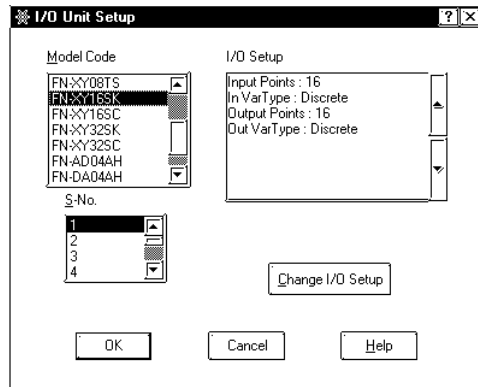 I/O Unit Setup
Model Code
FN-XY08TS
FN-XY16SK
FN-XY16SC
FN-XY32SK
FN-XY32SC
FN-AD04AH
FN-DA04AH
I/O Setup
Input Points : 16
In VarType : Discrete
Output Points : 16
Out VarType : Discrete
S-No.
1
2
3
4
Change I/O Setup
OK
Cancel
Help